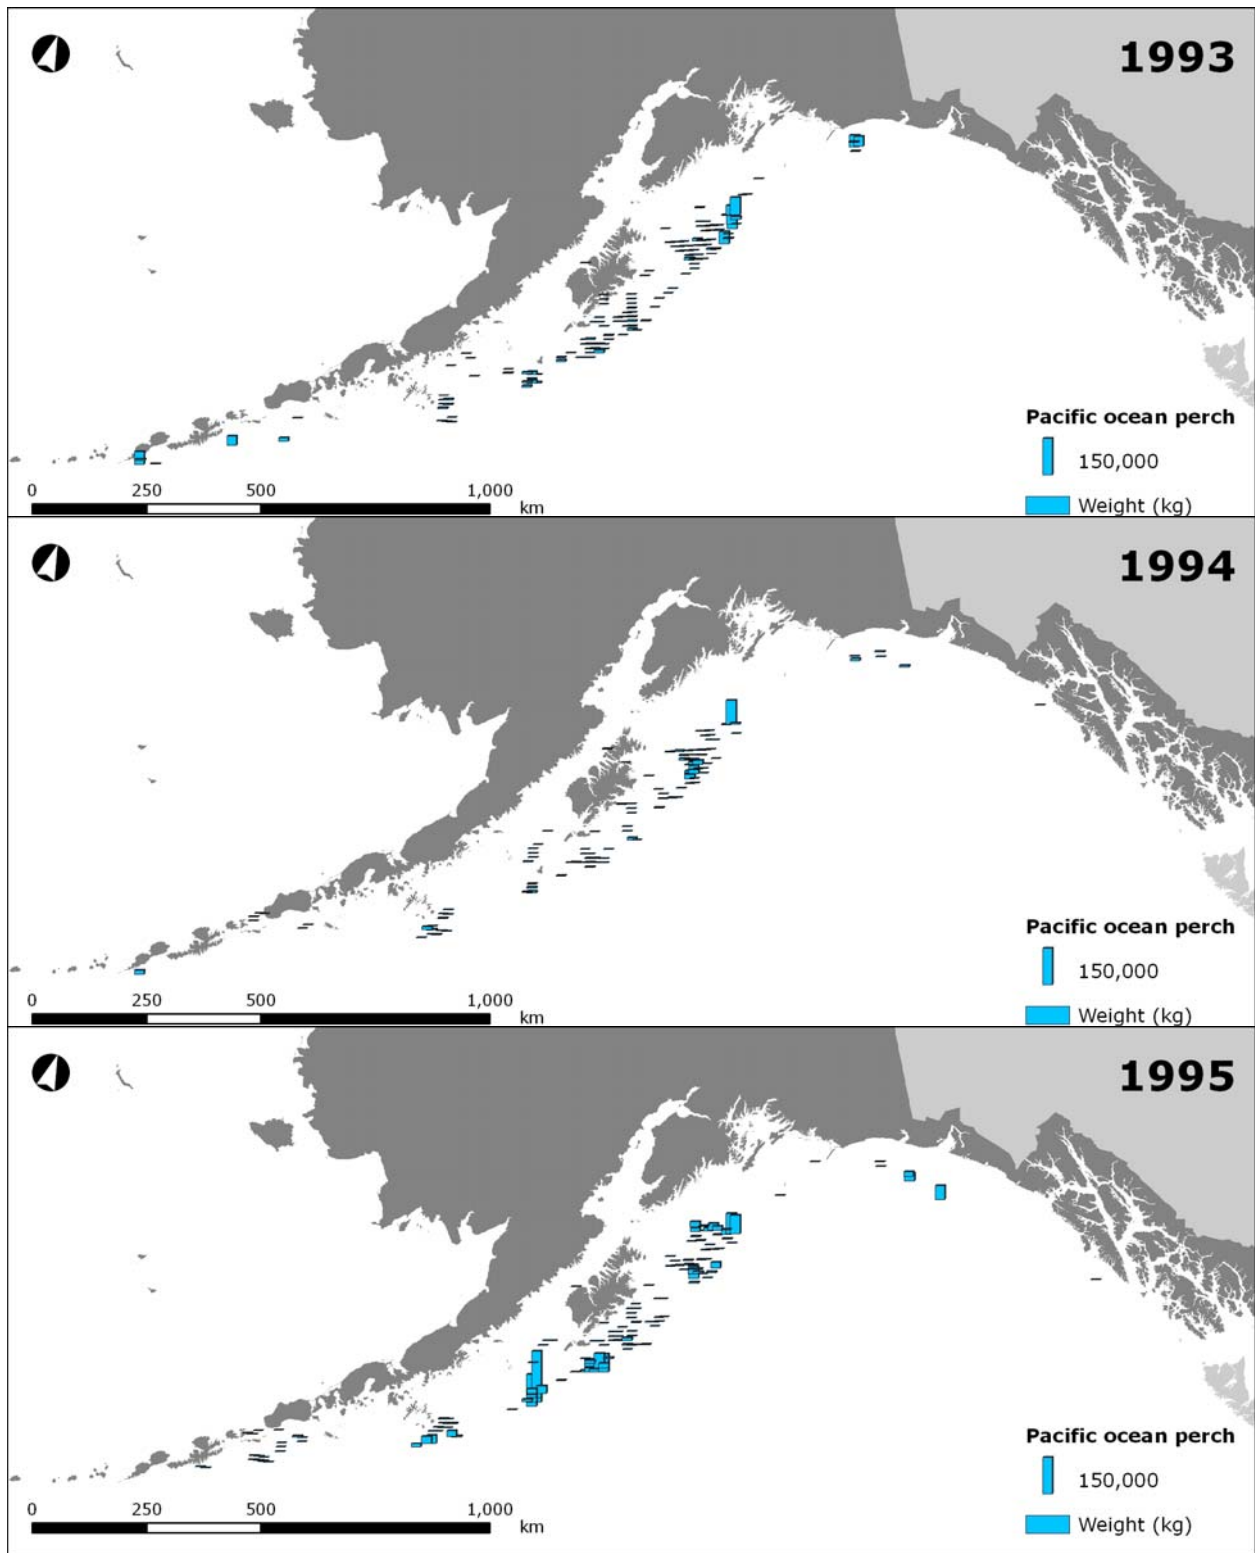 1993
Pacific ocean perch
150,000
Weight (kg)
0 250 500 1,000
km
1994
Pacific ocean perch
150,000
Weight (kg)
0 250 500 1,000
km
1995
Pacific ocean perch
150,000
Weight (kg)
0 250 500 1,000
km